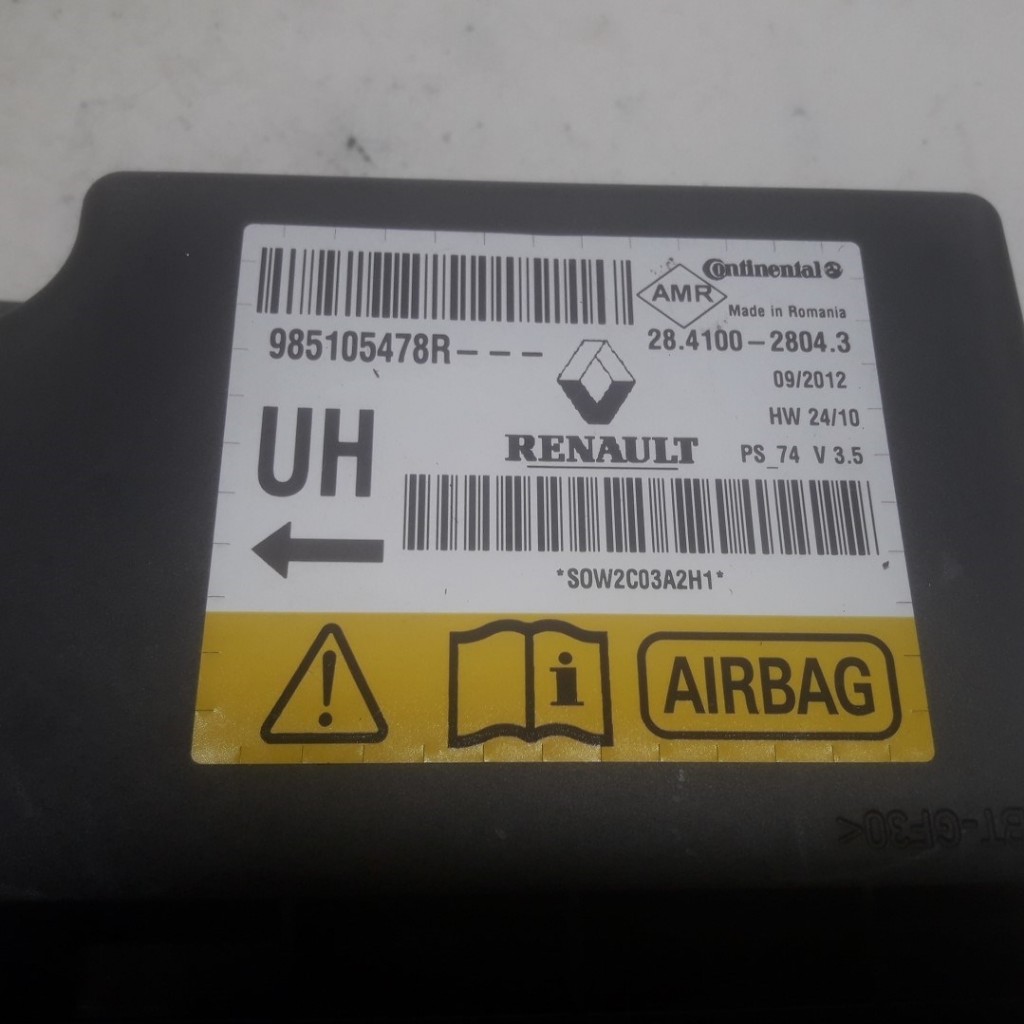 Continental
AMR
Made in Romania
985105478R---
28.4100-2804.3
09/2012
UH
HW 24/10
RENAULT
PS_74 V 3.5
*S0W2C03A2H1*
i
AIRBAG